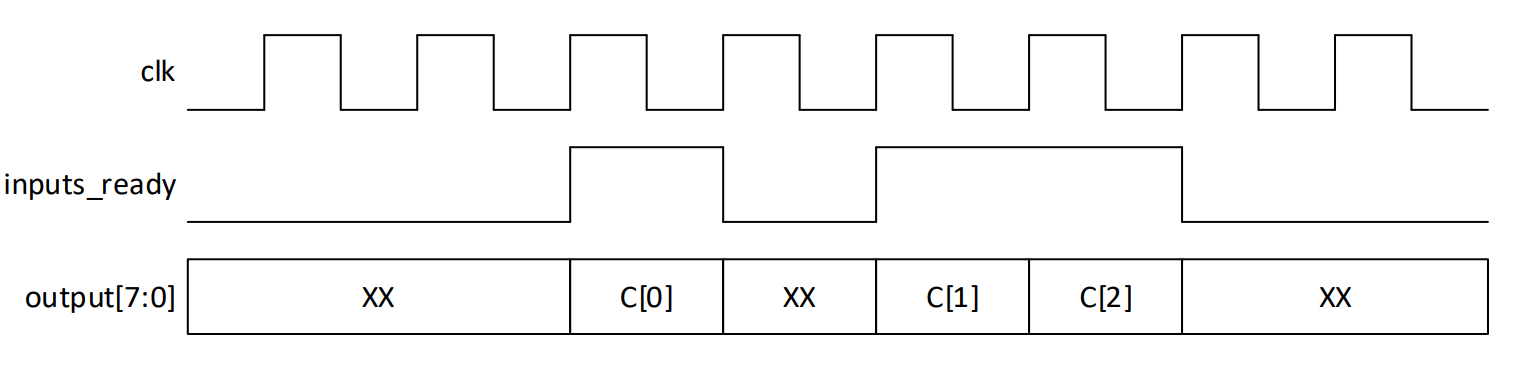 clk
inputs_ready
output[7:0] XX C[0] XX C[1] C[2] XX